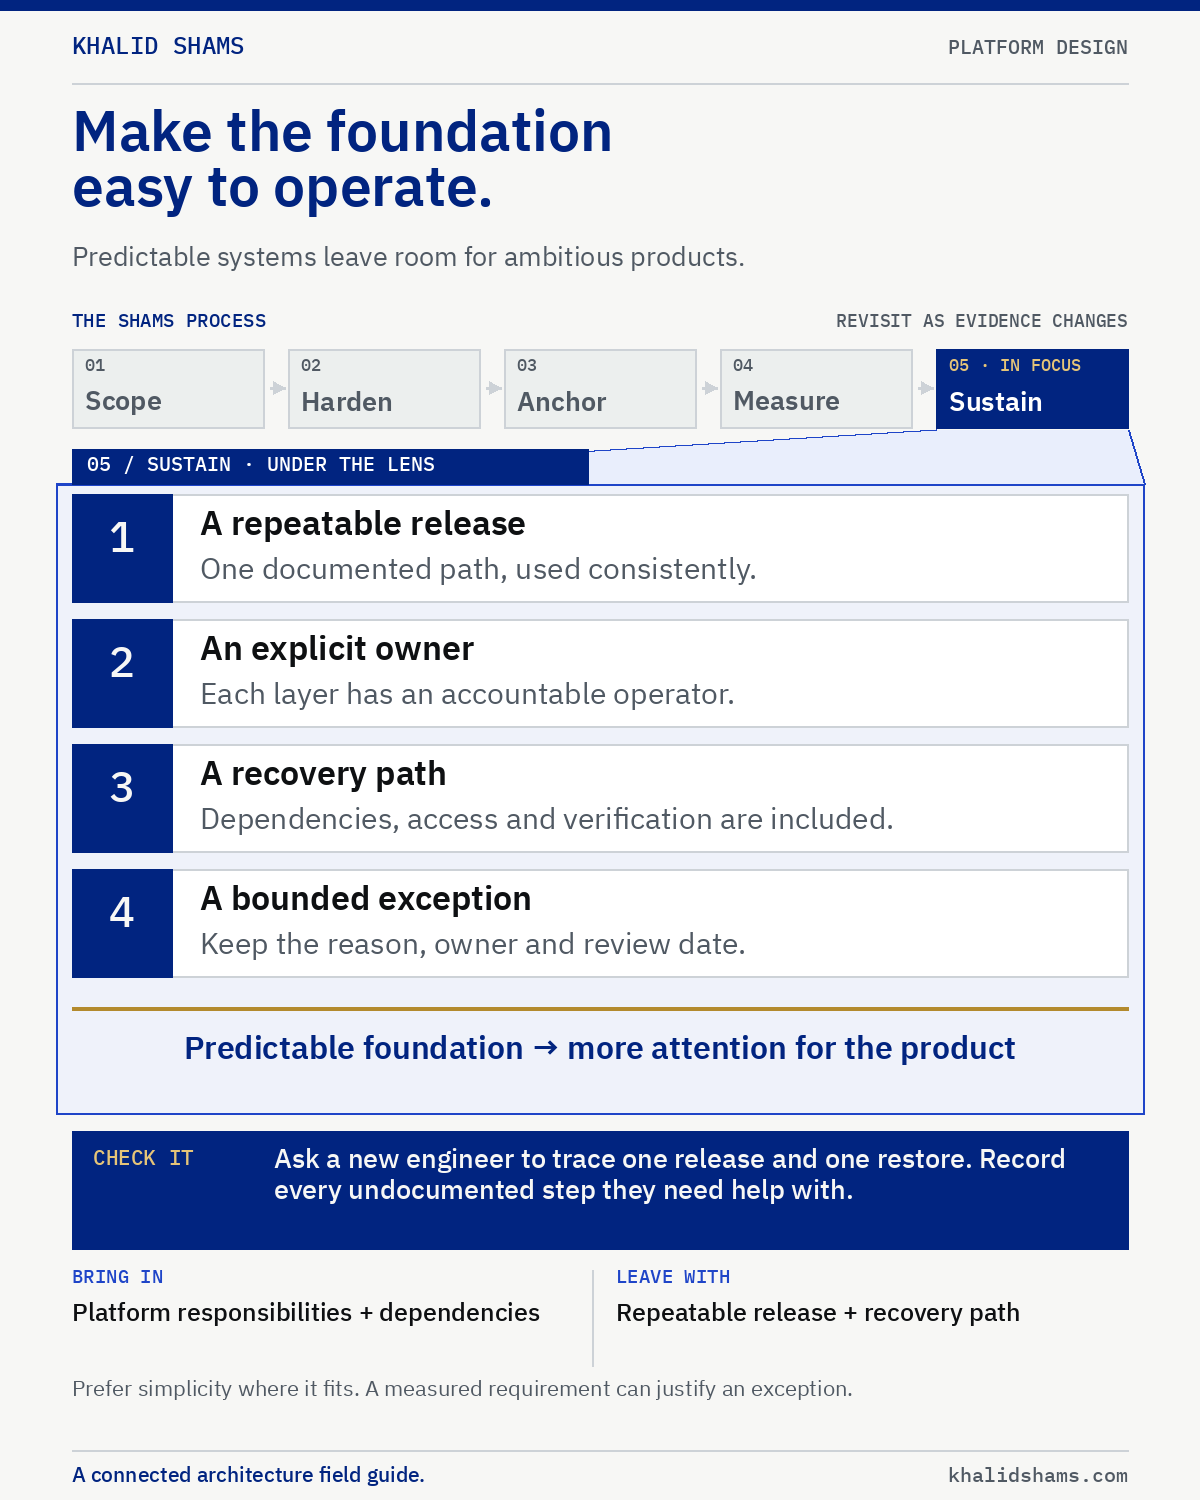 KHALID SHAMS
PLATFORM DESIGN
Make the foundation
easy to operate.
Predictable systems leave room for ambitious products.
THE SHAMS PROCESS
REVISIT AS EVIDENCE CHANGES
01
Scope
02
Harden
03
Anchor
04
Measure
05 · IN FOCUS
Sustain
05 / SUSTAIN · UNDER THE LENS
1
A repeatable release
One documented path, used consistently.
2
An explicit owner
Each layer has an accountable operator.
3
A recovery path
Dependencies, access and verification are included.
4
A bounded exception
Keep the reason, owner and review date.
Predictable foundation → more attention for the product
CHECK IT
Ask a new engineer to trace one release and one restore. Record
every undocumented step they need help with.
BRING IN
Platform responsibilities + dependencies
LEAVE WITH
Repeatable release + recovery path
Prefer simplicity where it fits. A measured requirement can justify an exception.
A connected architecture field guide.
khalidshams.com